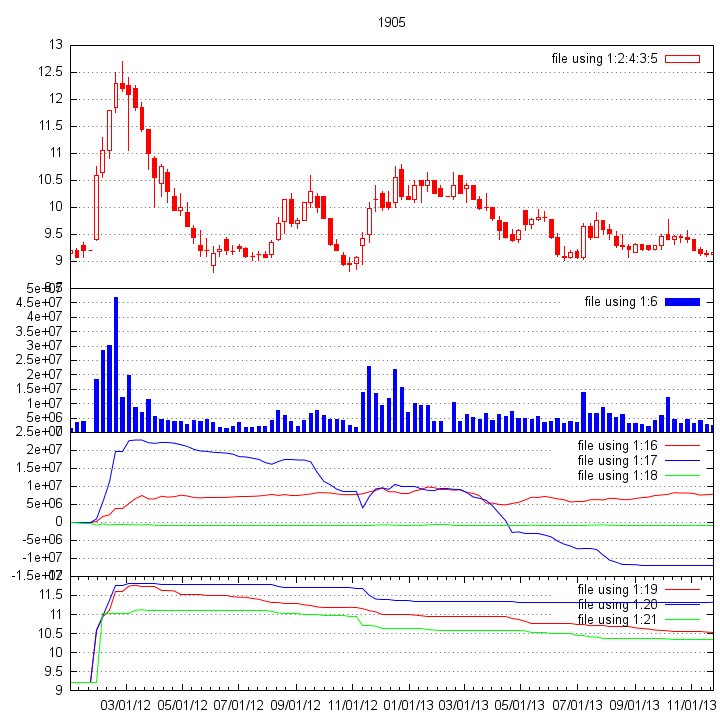 1905
13
file using 1:2:4:3:5
12.5
12
11.5
11
10.5
10
9.5
9
8.5
5e+07
file using 1:6
4.5e+07
4e+07
3.5e+07
3e+07
2.5e+07
2e+07
1.5e+07
1e+07
5e+06
0
2.5e+07
file using 1:16
2e+07
file using 1:17
1.5e+07
file using 1:18
1e+07
5e+06
0
-5e+06
-1e+07
-1.5e+07
12
file using 1:19
11.5
file using 1:20
11
file using 1:21
10.5
10
9.5
9
03/01/12 05/01/12 07/01/12 09/01/12 11/01/12 01/01/13 03/01/13 05/01/13 07/01/13 09/01/13 11/01/13